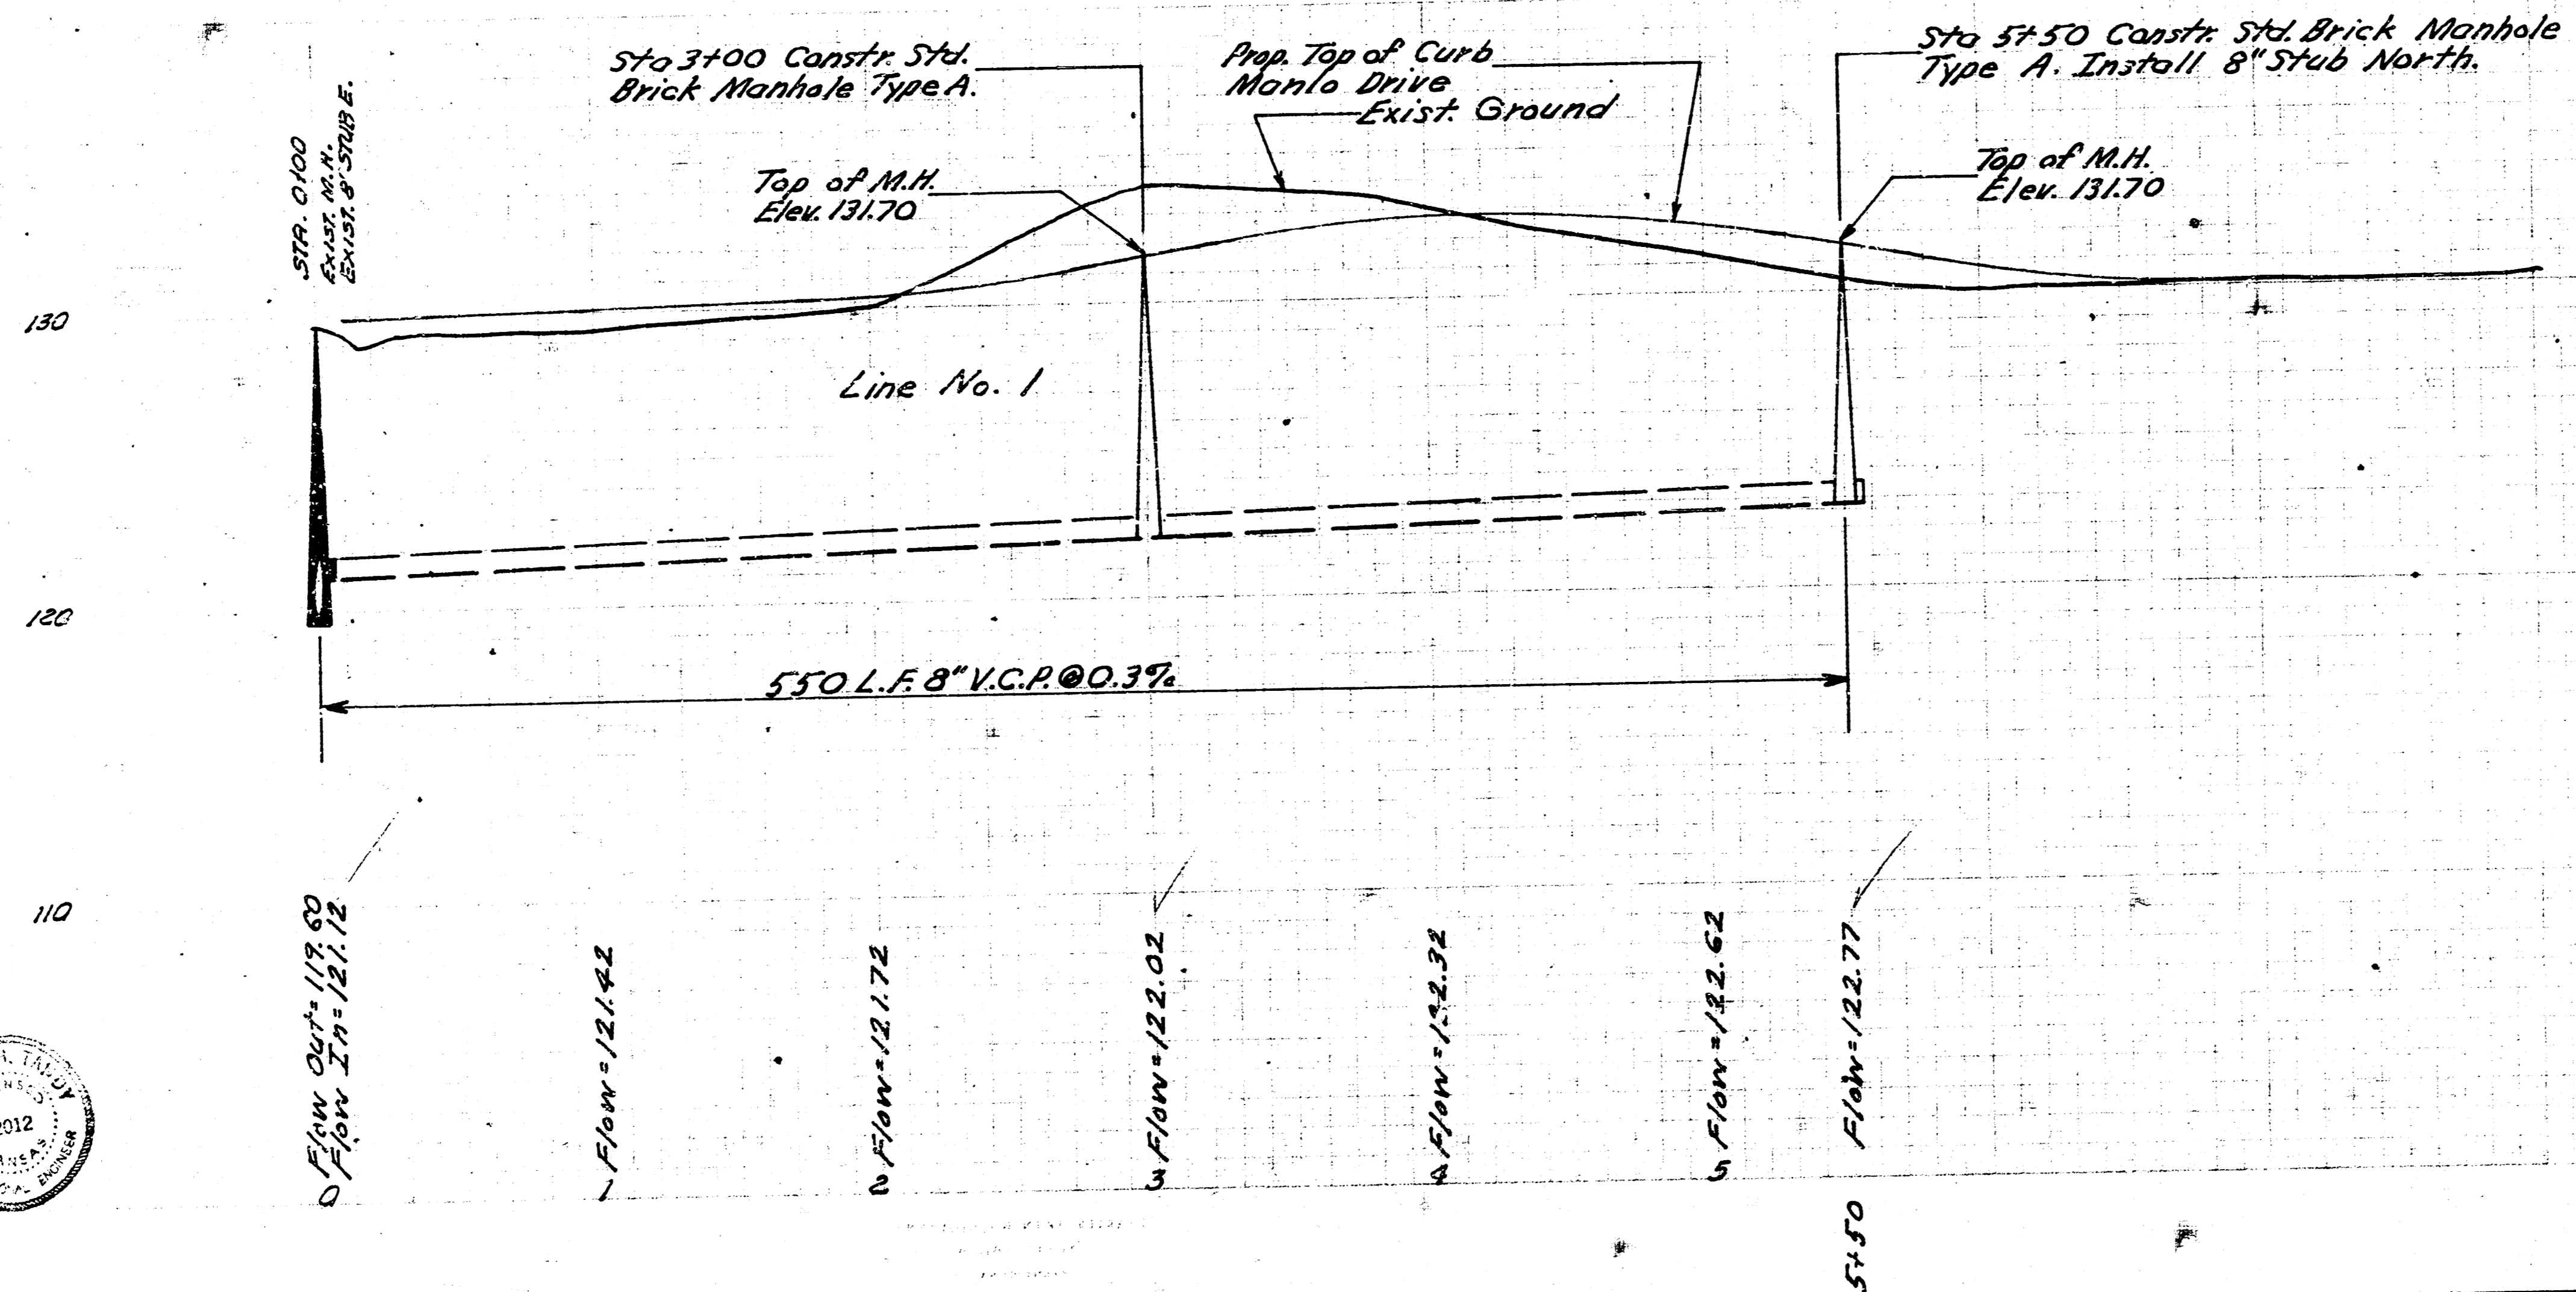 Sta 3+00 Constr. Std.
Brick Manhole Type A.
Prop. Top of Curb
Manlo Drive
Exist. Ground
Sta 5+50 Constr. Std. Brick Manhole
Type A. Install 8" Stub North.
STA. 0+00
EXIST. M.H.
EXIST. 8" STUB E.
Top of M.H.
Elev. 131.70
Top of M.H.
Elev. 131.70
130
Line No. 1
120
550 L.F. 8" V.C.P. @ 0.3%
110
0 Flow Out = 119.60
Flow In = 121.12
1 Flow = 121.42
2 Flow = 121.72
3 Flow = 122.02
4 Flow = 122.32
5 Flow = 122.62
5+50 Flow = 122.77
TANDY
2012
ENGINEER